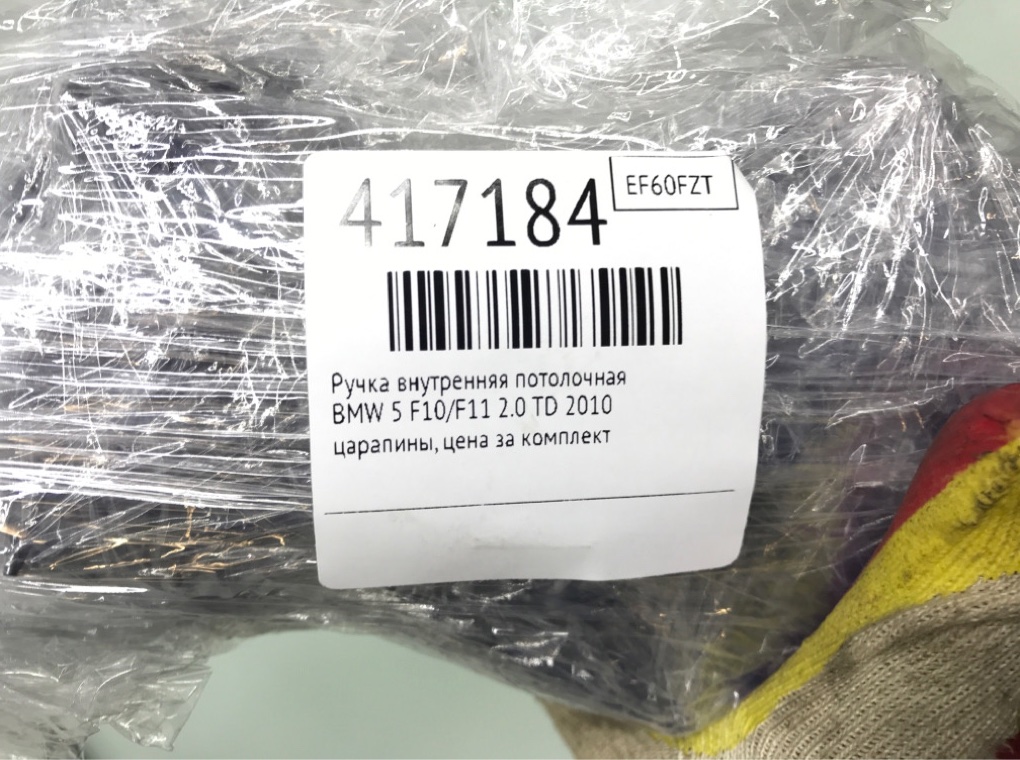 417184
EF60FZT
Ручка внутренняя потолочная
BMW 5 F10/F11 2.0 TD 2010
царапины, цена за комплект